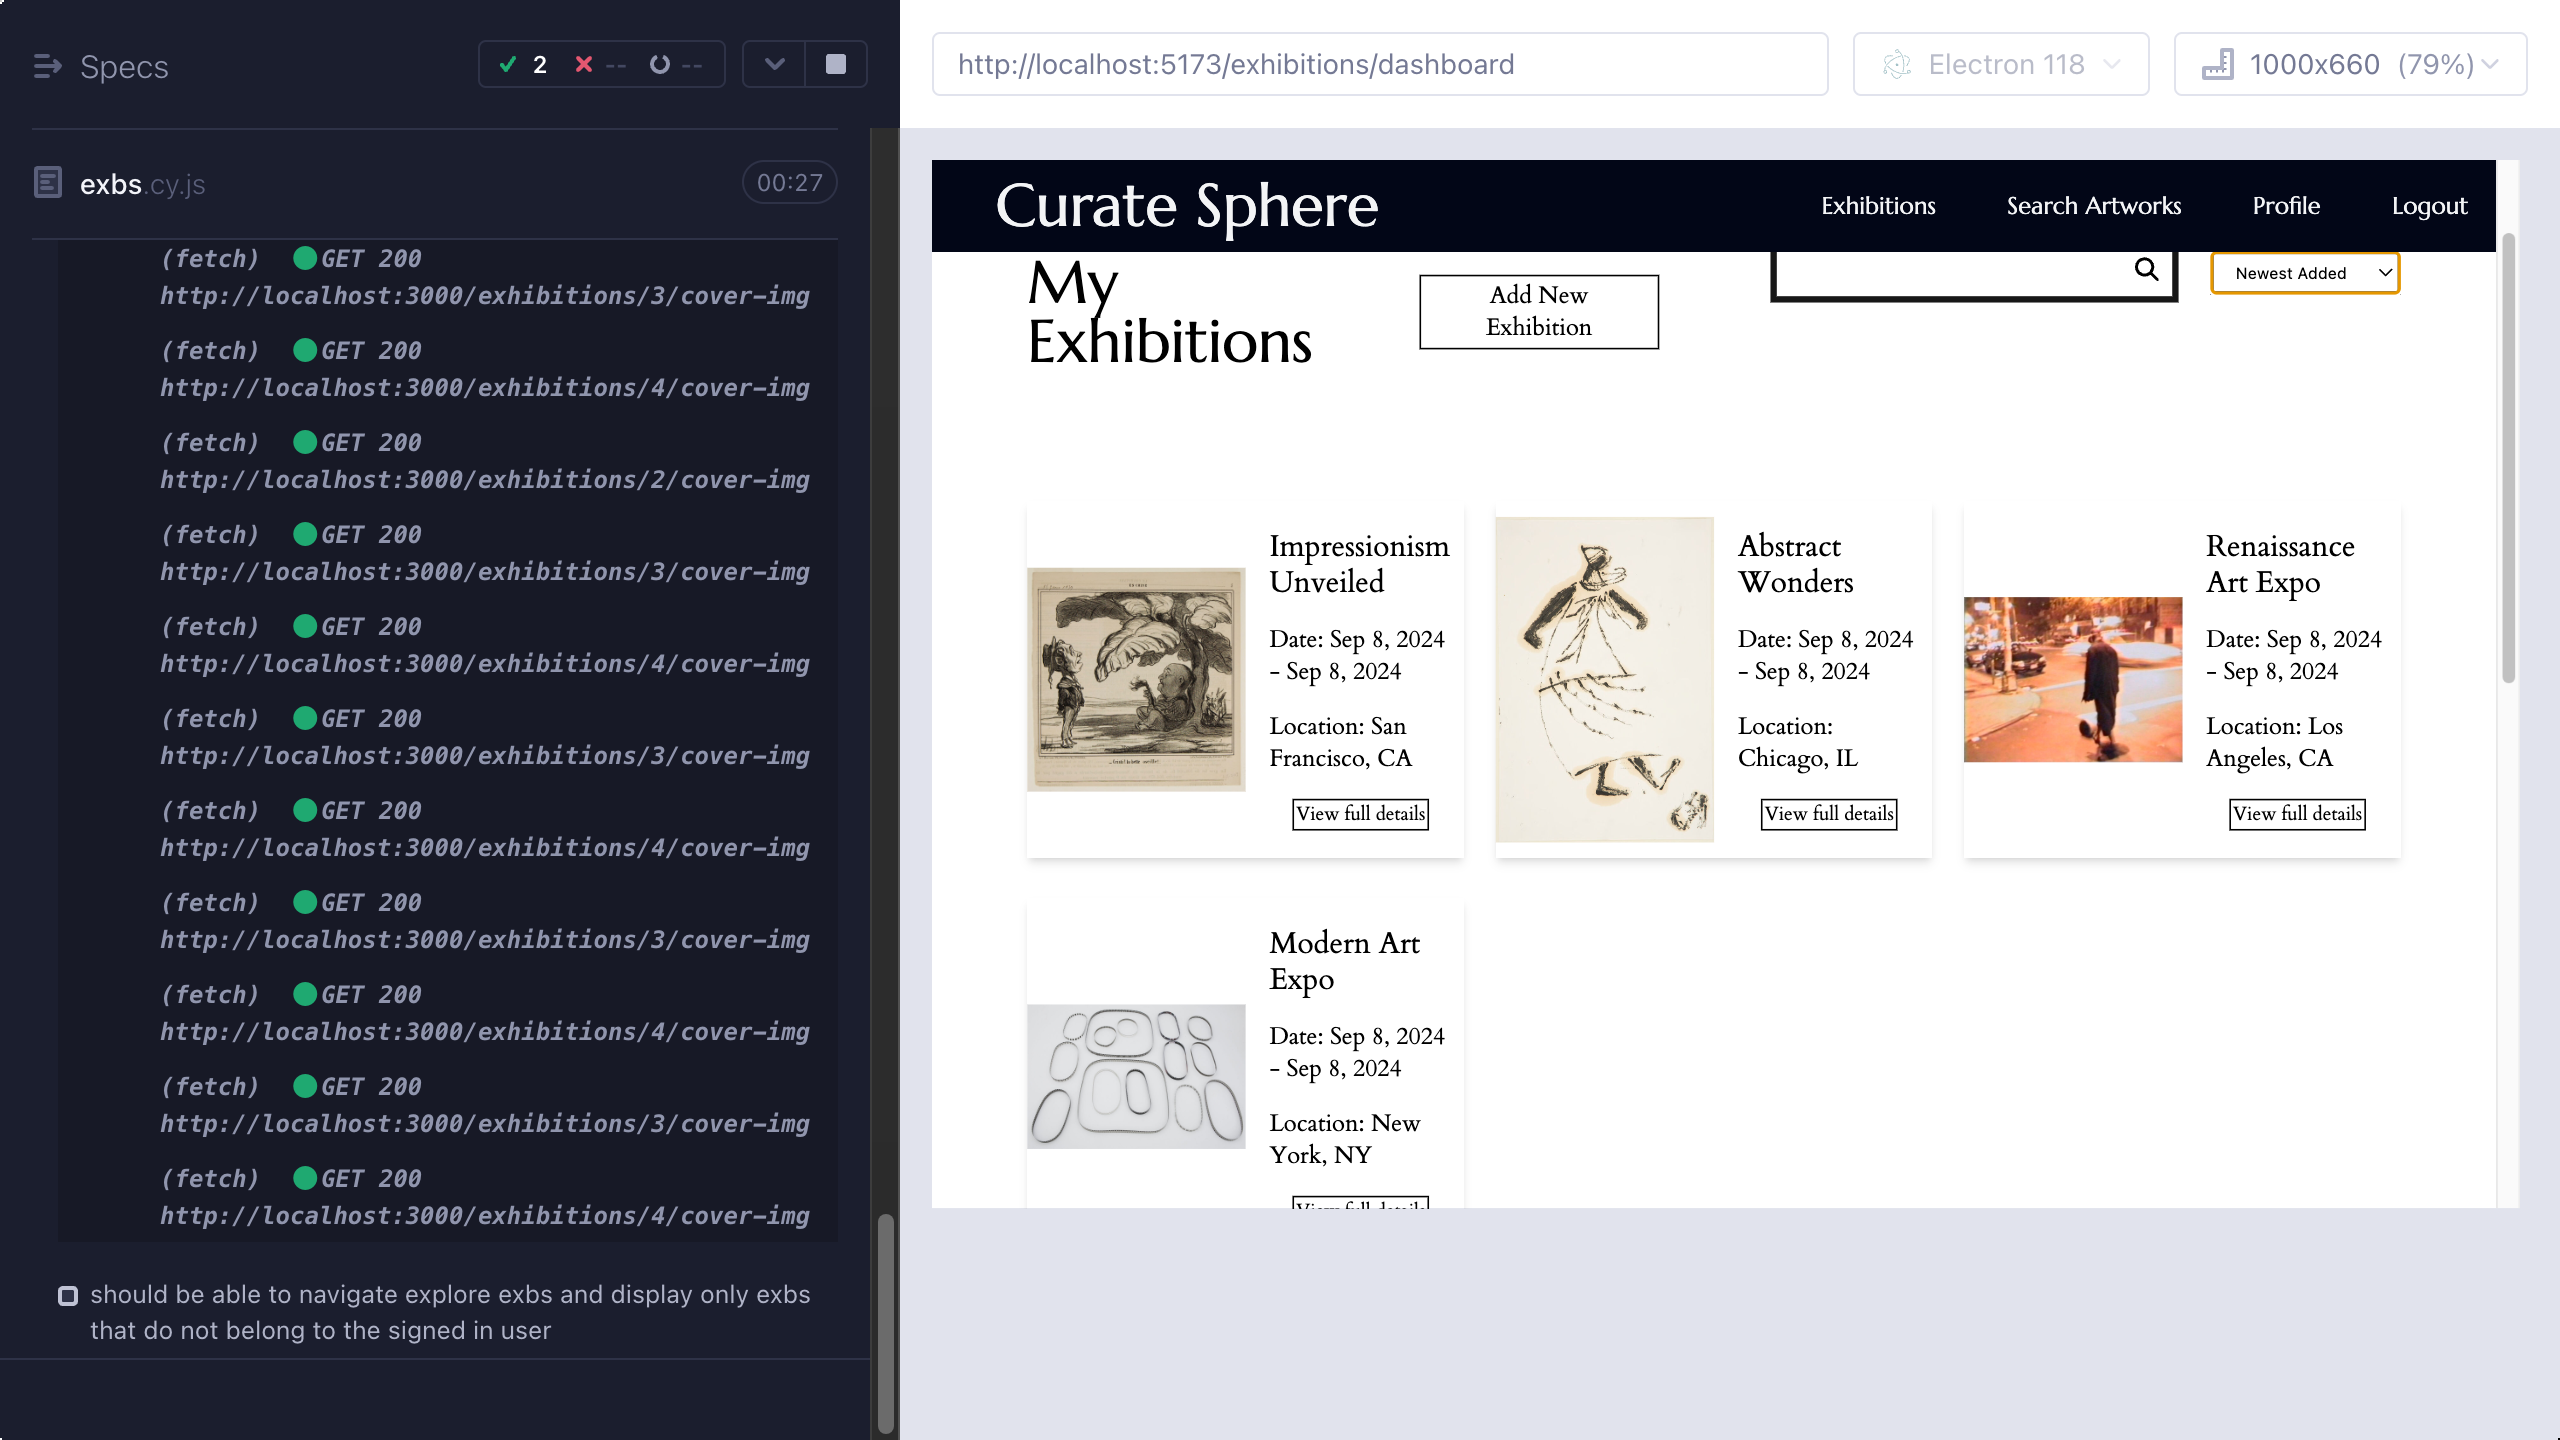 Specs
2
--
--
exbs.cy.js
00:27
(fetch) GET 200
http://localhost:3000/exhibitions/3/cover-img
(fetch) GET 200
http://localhost:3000/exhibitions/4/cover-img
(fetch) GET 200
http://localhost:3000/exhibitions/2/cover-img
(fetch) GET 200
http://localhost:3000/exhibitions/3/cover-img
(fetch) GET 200
http://localhost:3000/exhibitions/4/cover-img
(fetch) GET 200
http://localhost:3000/exhibitions/3/cover-img
(fetch) GET 200
http://localhost:3000/exhibitions/4/cover-img
(fetch) GET 200
http://localhost:3000/exhibitions/3/cover-img
(fetch) GET 200
http://localhost:3000/exhibitions/4/cover-img
(fetch) GET 200
http://localhost:3000/exhibitions/3/cover-img
(fetch) GET 200
http://localhost:3000/exhibitions/4/cover-img
should be able to navigate explore exbs and display only exbs
that do not belong to the signed in user
http://localhost:5173/exhibitions/dashboard
Electron 118
1000x660 (79%)
Curate Sphere
Exhibitions
Search Artworks
Profile
Logout
My
Exhibitions
Add New
Exhibition
Newest Added
Impressionism
Unveiled
Date: Sep 8, 2024
- Sep 8, 2024
Location: San
Francisco, CA
View full details
Abstract
Wonders
Date: Sep 8, 2024
- Sep 8, 2024
Location:
Chicago, IL
View full details
Renaissance
Art Expo
Date: Sep 8, 2024
- Sep 8, 2024
Location: Los
Angeles, CA
View full details
Modern Art
Expo
Date: Sep 8, 2024
- Sep 8, 2024
Location: New
York, NY
View full details